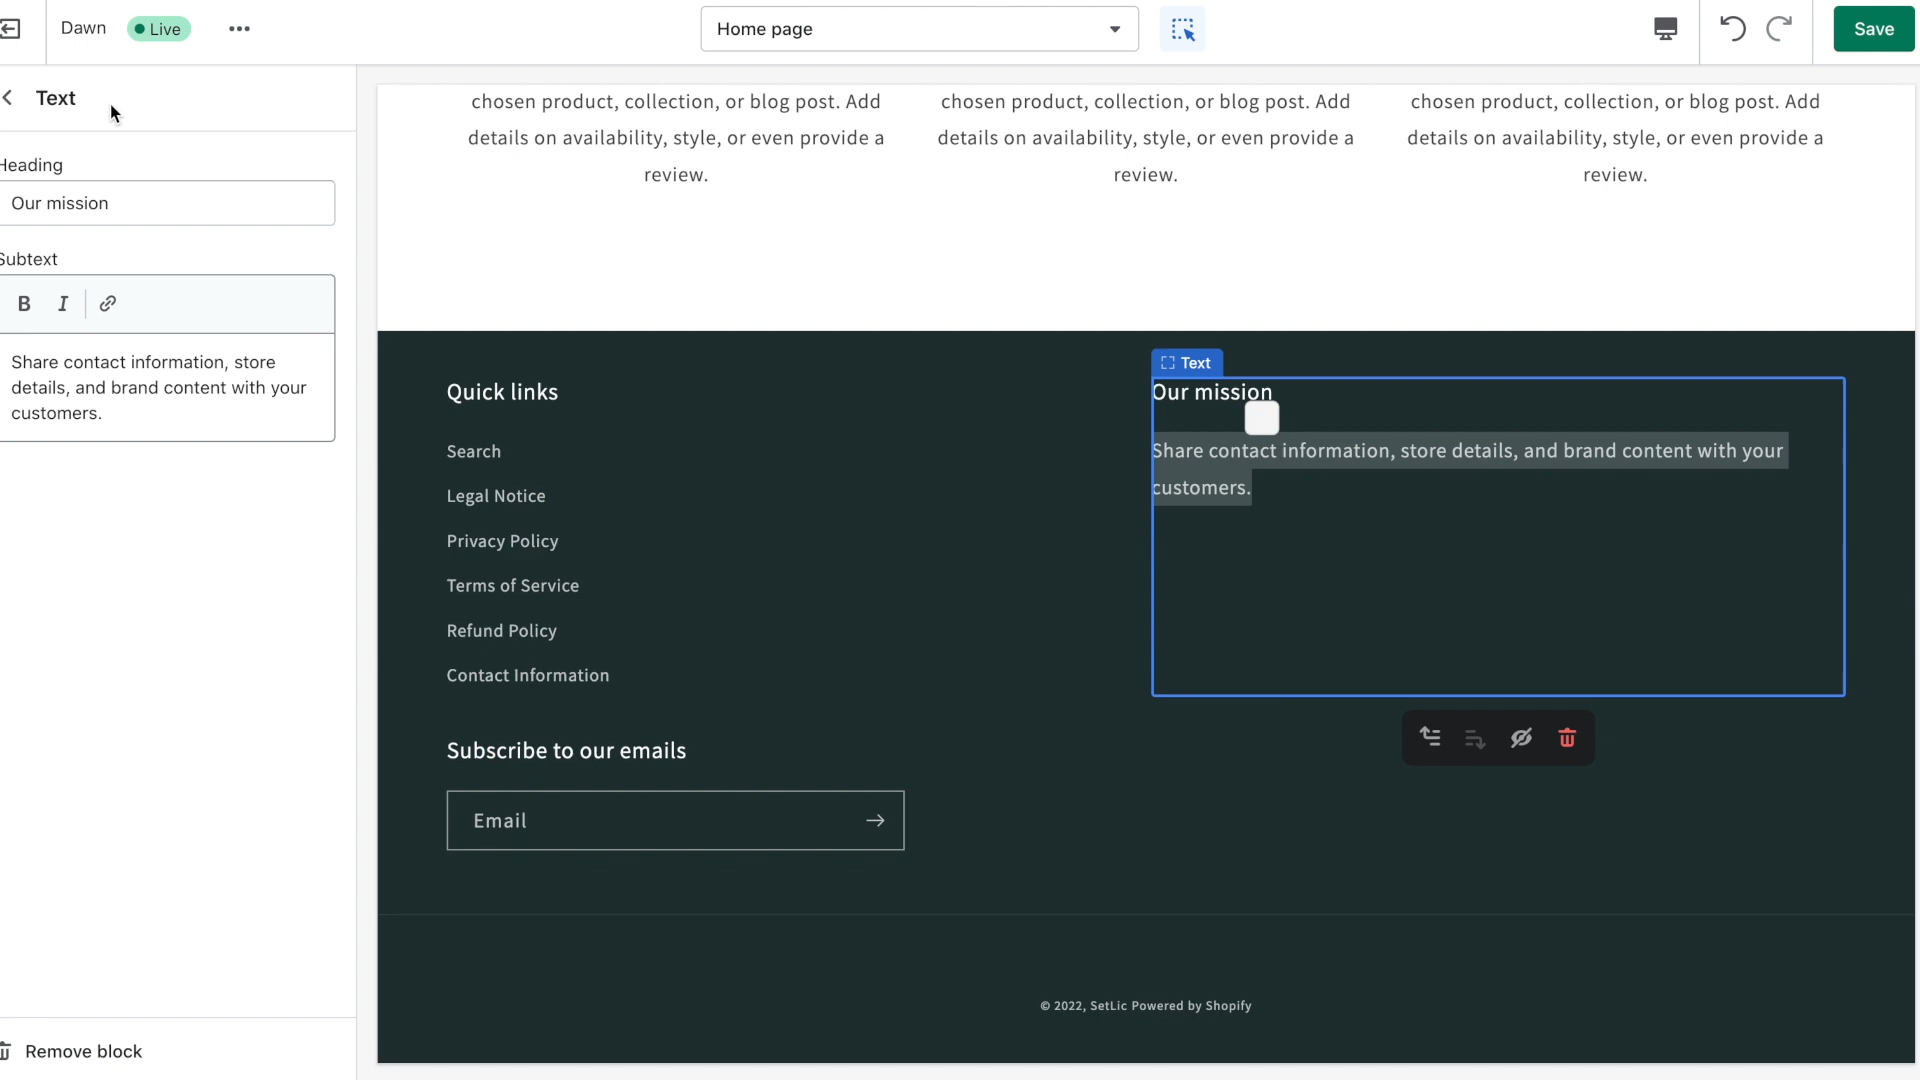 Dawn
Live
Home page
Save
Text
Heading
Our mission
Subtext
B I
Share contact information, store
details, and brand content with your
customers.
Remove block
chosen product, collection, or blog post. Add
details on availability, style, or even provide a
review.
chosen product, collection, or blog post. Add
details on availability, style, or even provide a
review.
chosen product, collection, or blog post. Add
details on availability, style, or even provide a
review.
Quick links
Search
Legal Notice
Privacy Policy
Terms of Service
Refund Policy
Contact Information
Text
Our mission
Share contact information, store details, and brand content with your
customers.
Subscribe to our emails
Email
© 2022, SetLic Powered by Shopify